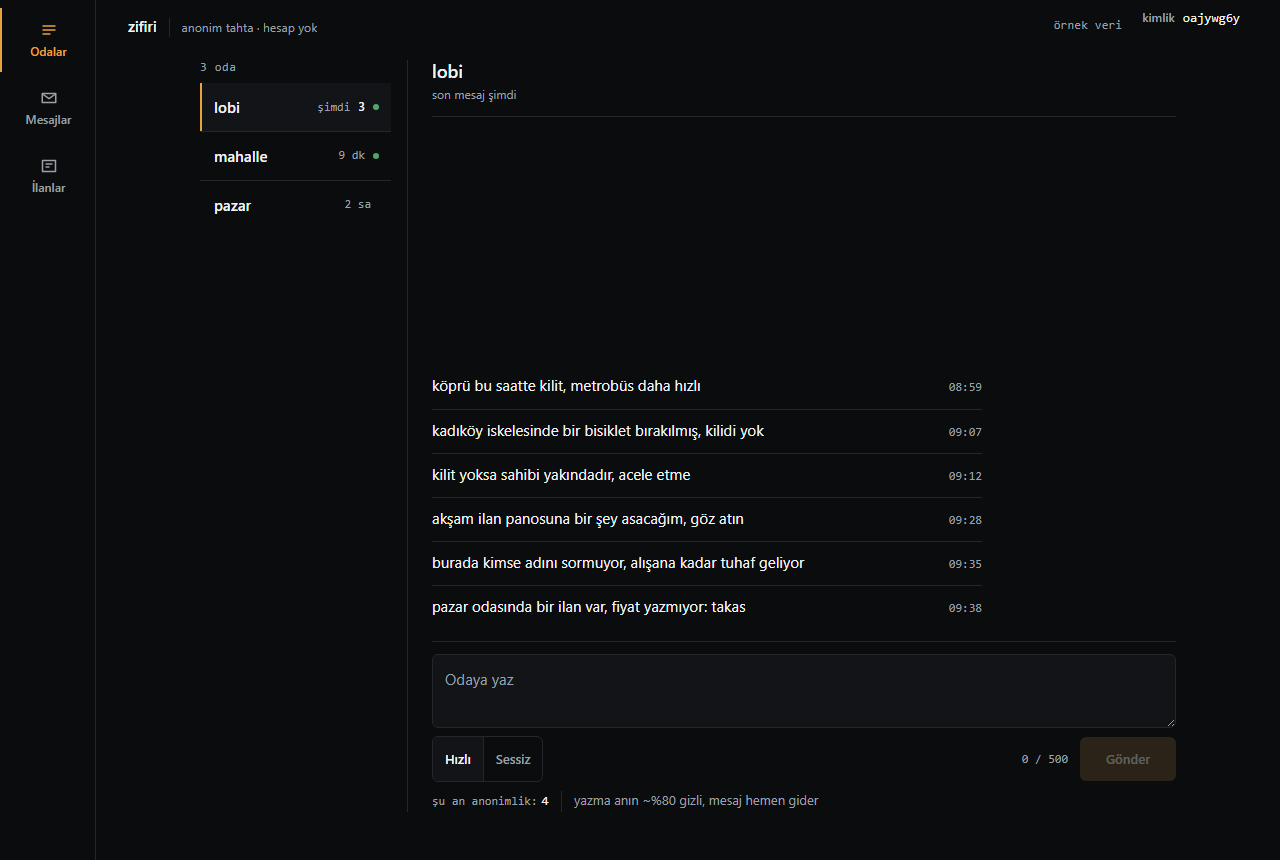 Odalar
Mesajlar
İlanlar
zifiri
anonim tahta · hesap yok
örnek veri
kimlik oajywg6y
3 oda
lobi şimdi 3
mahalle 9 dk
pazar 2 sa
lobi
son mesaj şimdi
köprü bu saatte kilit, metrobüs daha hızlı 08:59
kadıköy iskelesinde bir bisiklet bırakılmış, kilidi yok 09:07
kilit yoksa sahibi yakındadır, acele etme 09:12
akşam ilan panosuna bir şey asacağım, göz atın 09:28
burada kimse adını sormuyor, alışana kadar tuhaf geliyor 09:35
pazar odasında bir ilan var, fiyat yazmıyor: takas 09:38
Odaya yaz
Hızlı Sessiz 0 / 500 Gönder
şu an anonimlik: 4 yazma anın ~%80 gizli, mesaj hemen gider